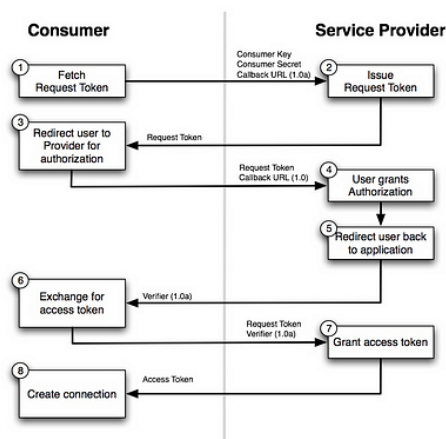 Consumer
Service Provider
1
Fetch
Request Token
Consumer Key
Consumer Secret
Callback URL (1.0a)
2
Issue
Request Token
3
Redirect user to
Provider for
authorization
Request Token
Request Token
Callback URL (1.0)
4
User grants
Authorization
5
Redirect user back
to application
6
Exchange for
access token
Verifier (1.0a)
Request Token
Verifier (1.0a)
7
Grant access token
8
Create connection
Access Token